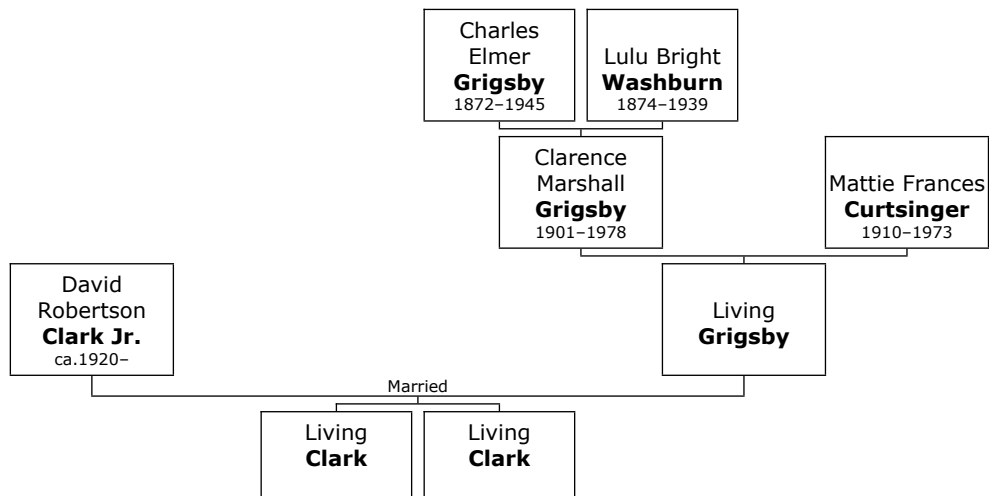 Charles
Elmer
Grigsby
1872–1945
Lulu Bright
Washburn
1874–1939
Clarence
Marshall
Grigsby
1901–1978
Mattie Frances
Curtsinger
1910–1973
David
Robertson
Clark Jr.
ca.1920–
Living
Grigsby
Married
Living
Clark
Living
Clark